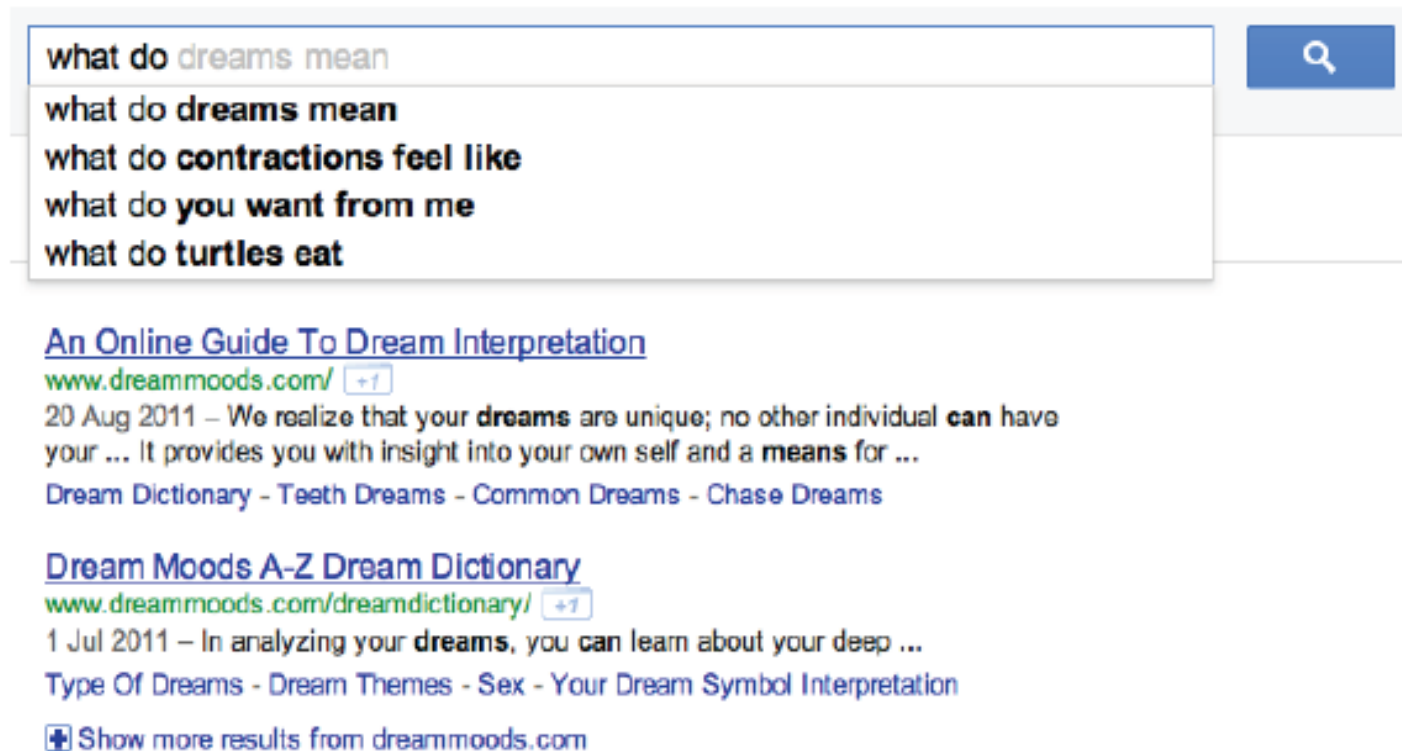 what do dreams mean
what do dreams mean
what do contractions feel like
what do you want from me
what do turtles eat
An Online Guide To Dream Interpretation
www.dreammoods.com/ +1
20 Aug 2011 – We realize that your dreams are unique; no other individual can have
your ... It provides you with insight into your own self and a means for ...
Dream Dictionary - Teeth Dreams - Common Dreams - Chase Dreams
Dream Moods A-Z Dream Dictionary
www.dreammoods.com/dreamdictionary/ +1
1 Jul 2011 – In analyzing your dreams, you can learn about your deep ...
Type Of Dreams - Dream Themes - Sex - Your Dream Symbol Interpretation
Show more results from dreammoods.com